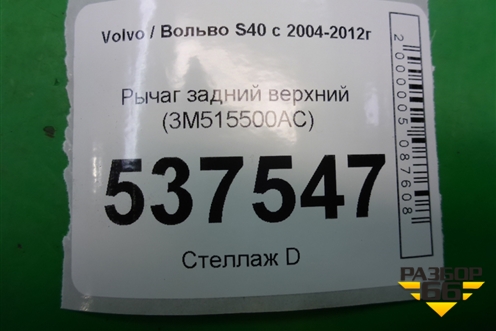 Volvo / Вольво S40 с 2004-2012г
Рычаг задний верхний
(3M515500AC)
537547
Стеллаж D
2000005087608
РАЗБОР
66